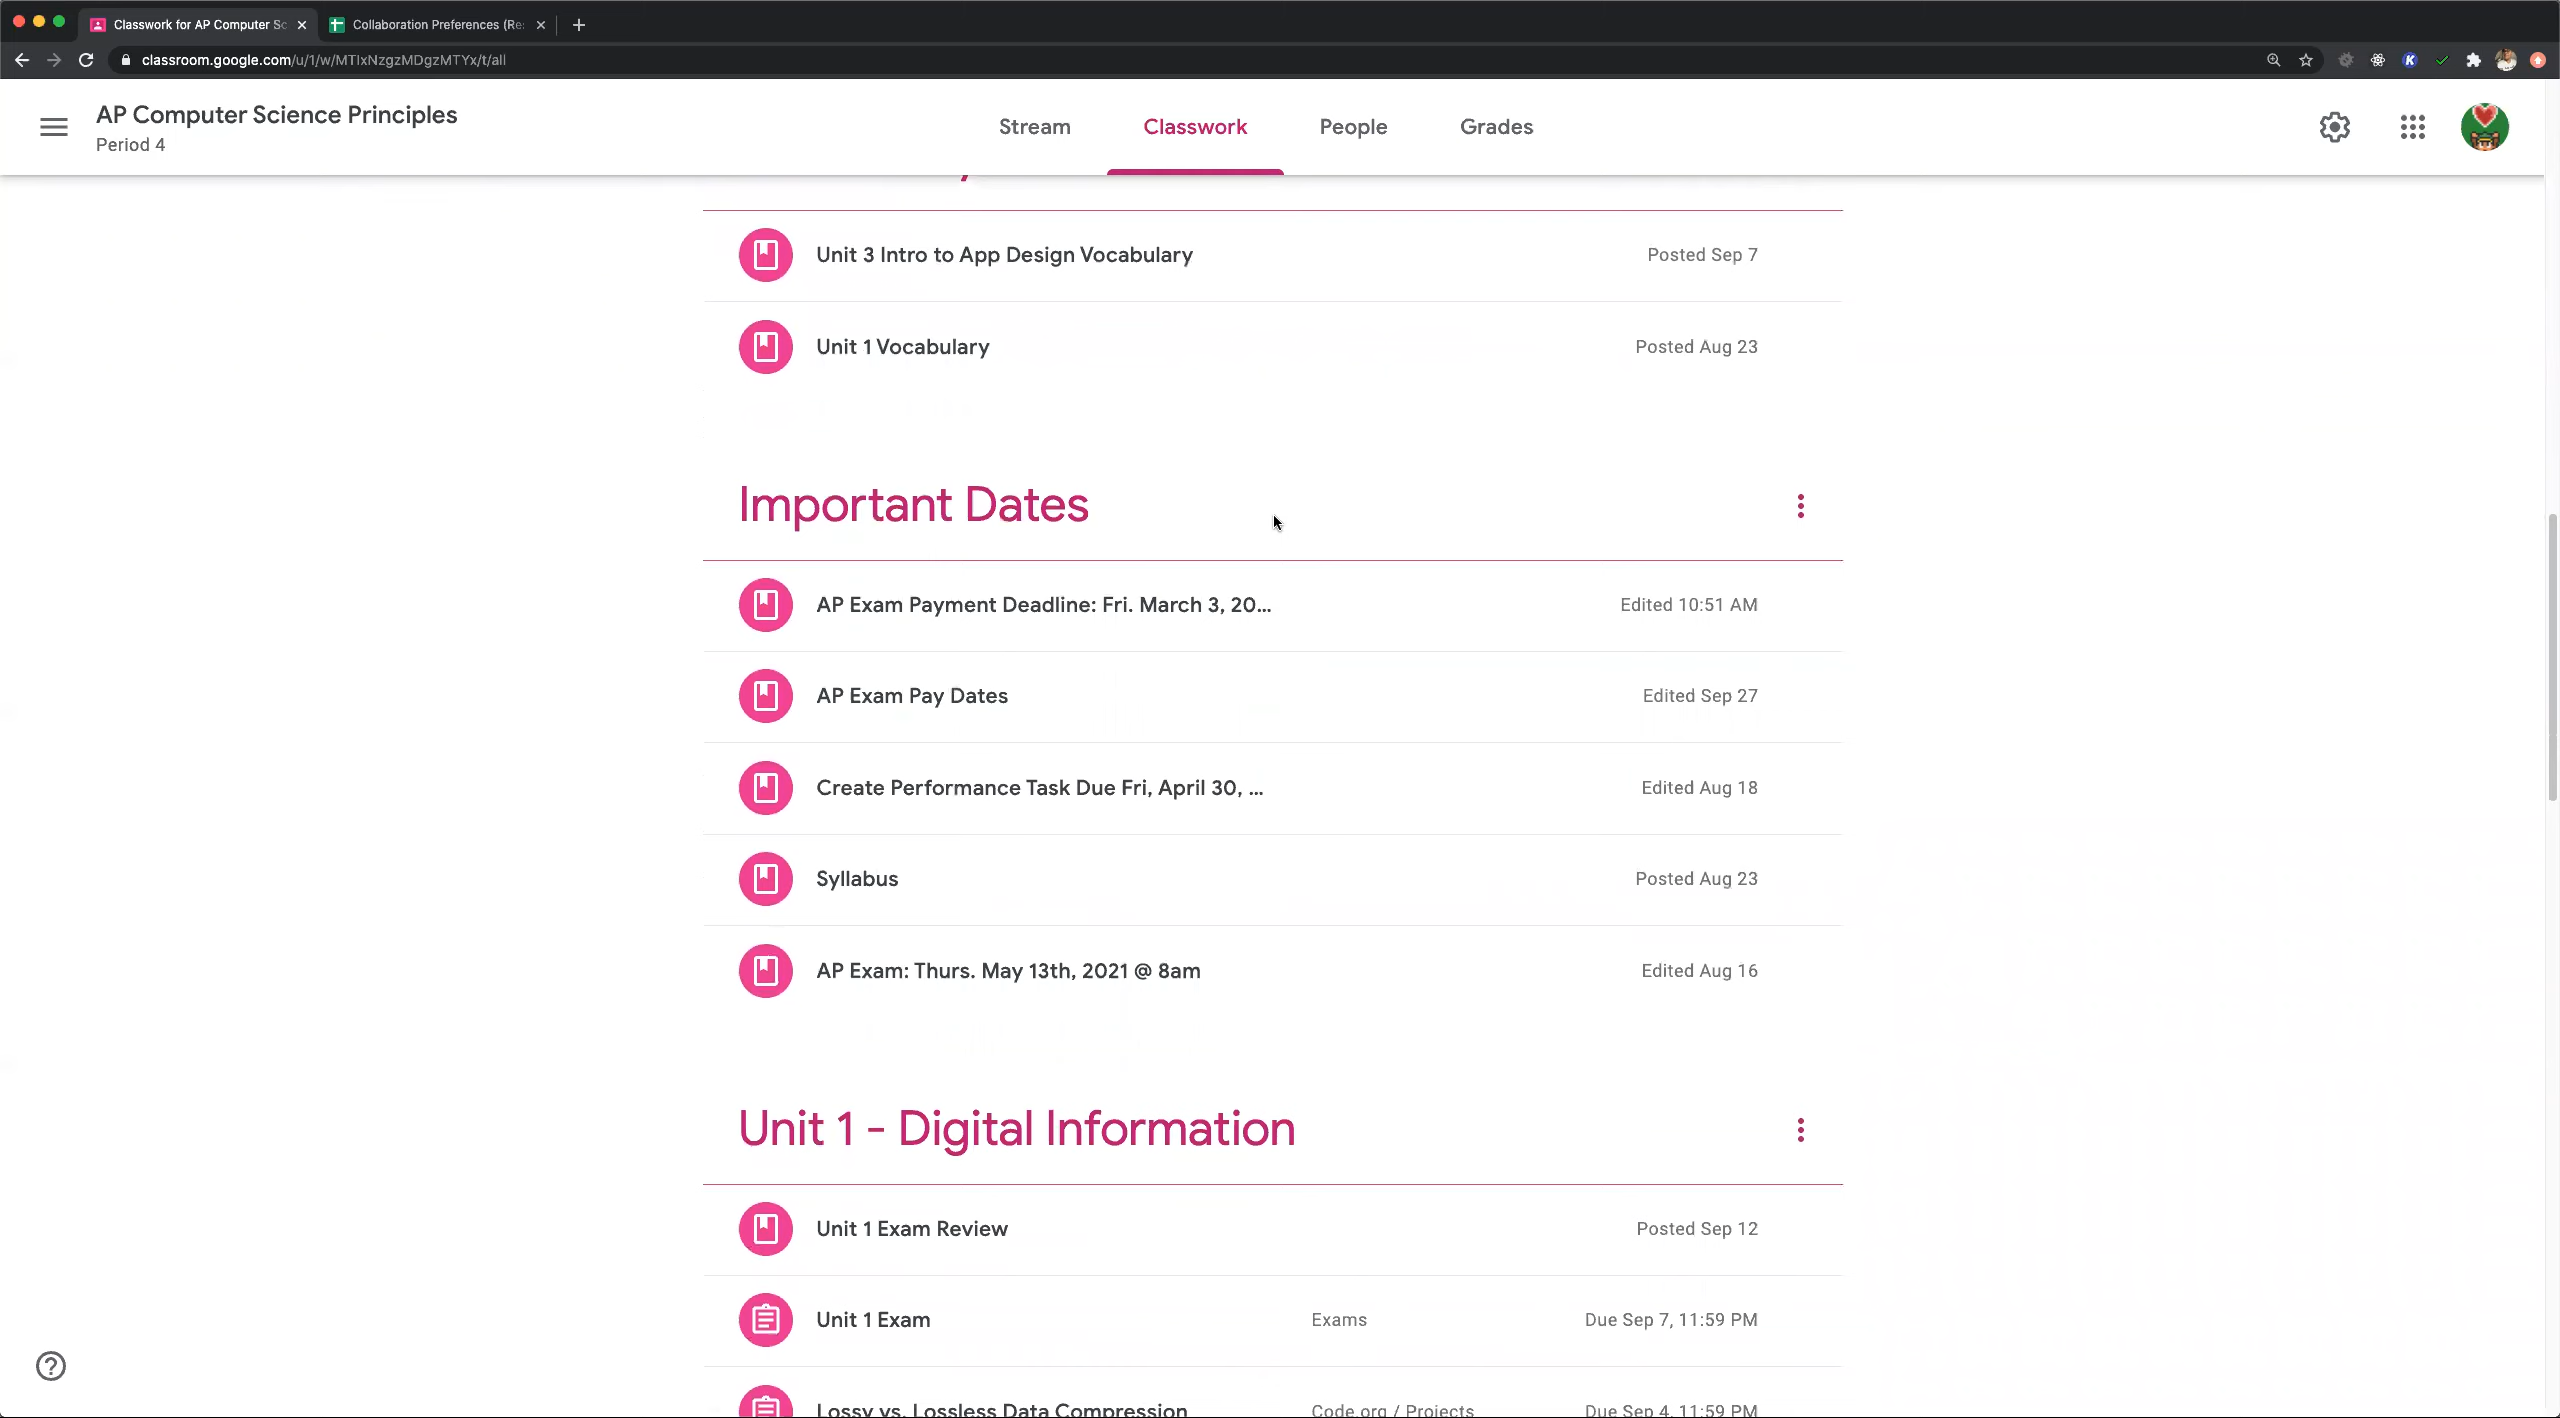 Classwork for AP Computer Sc
Collaboration Preferences (Re
classroom.google.com/u/1/w/MTIxNzgzMDgzMTYx/t/all
AP Computer Science Principles
Period 4
Stream
Classwork
People
Grades
Unit 3 Intro to App Design Vocabulary
Posted Sep 7
Unit 1 Vocabulary
Posted Aug 23
Important Dates
AP Exam Payment Deadline: Fri. March 3, 20...
Edited 10:51 AM
AP Exam Pay Dates
Edited Sep 27
Create Performance Task Due Fri, April 30, ...
Edited Aug 18
Syllabus
Posted Aug 23
AP Exam: Thurs. May 13th, 2021 @ 8am
Edited Aug 16
Unit 1 - Digital Information
Unit 1 Exam Review
Posted Sep 12
Unit 1 Exam
Exams
Due Sep 7, 11:59 PM
Lossy vs. Lossless Data Compression
Code.org / Projects
Due Sep 4, 11:59 PM